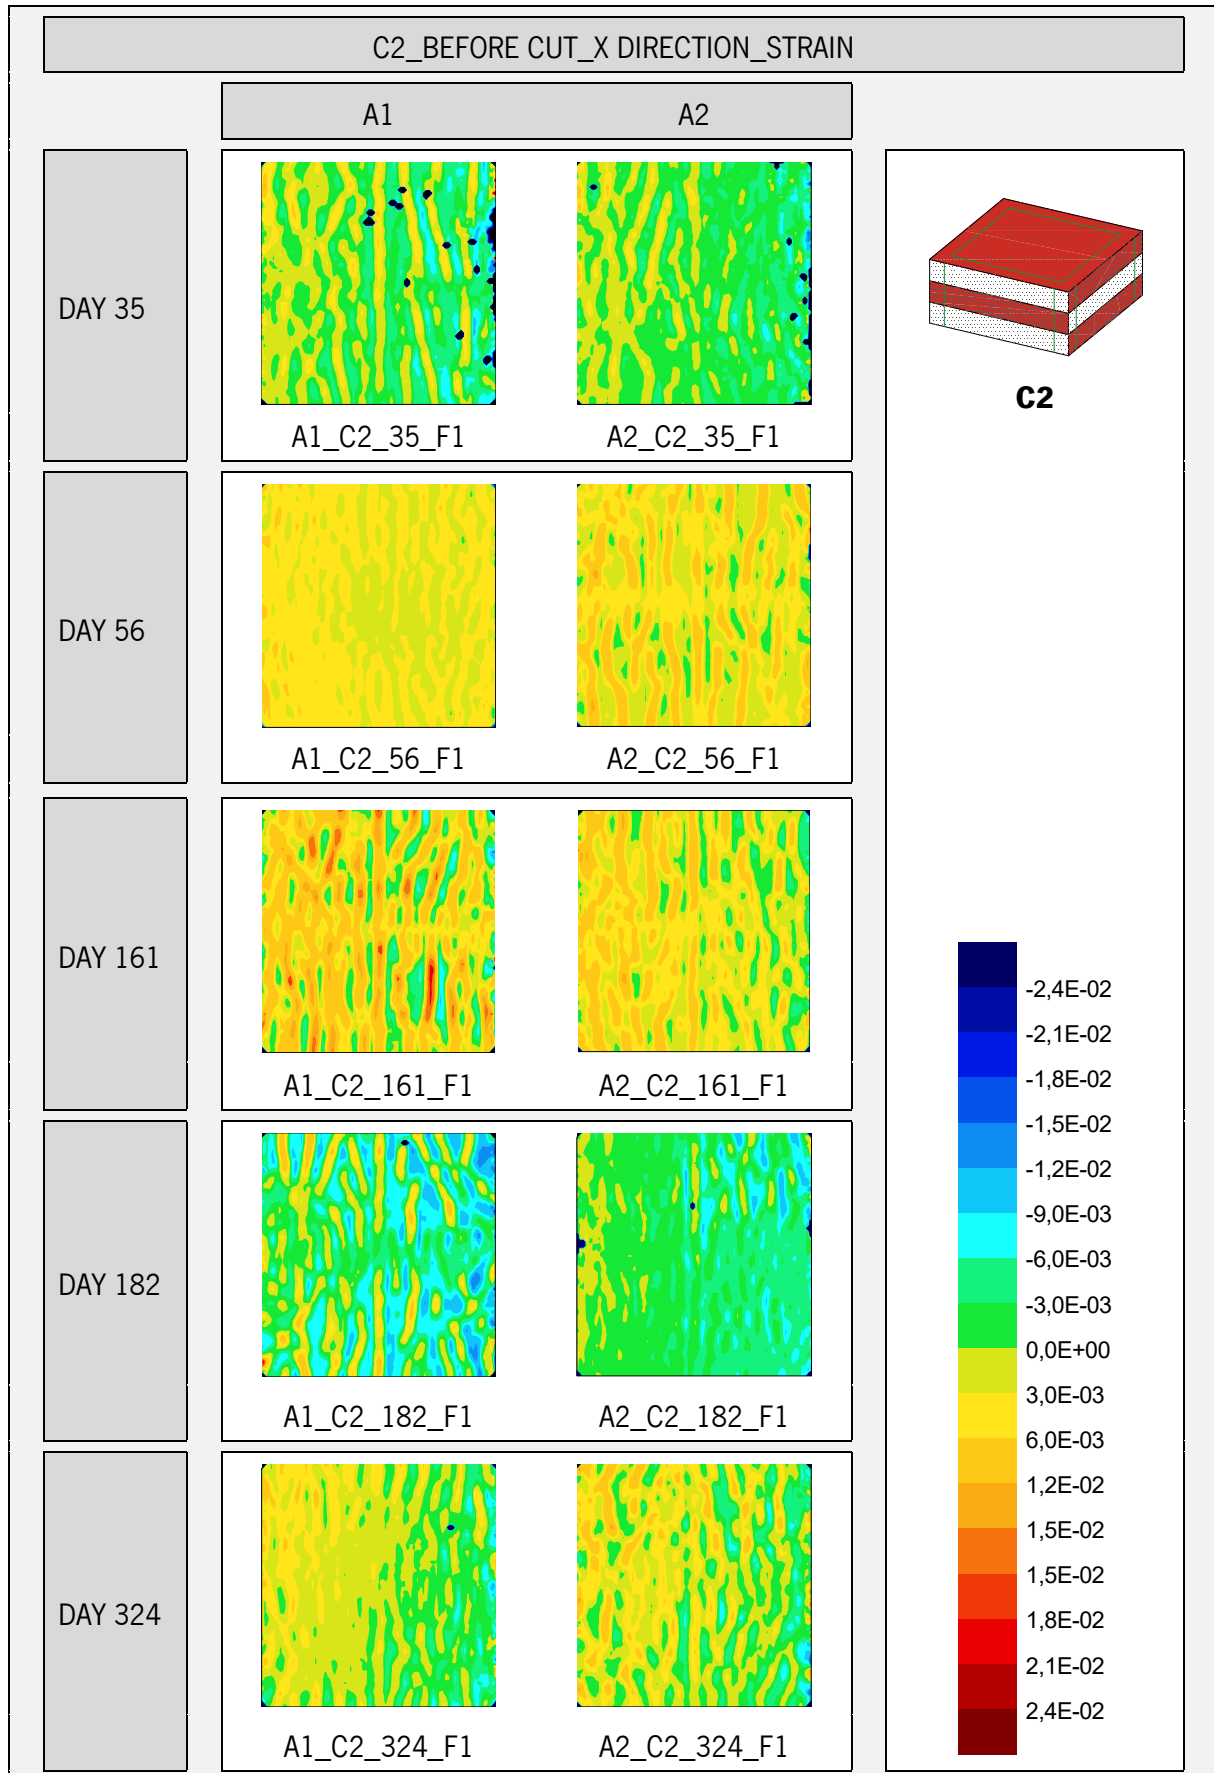 C2_BEFORE CUT_X DIRECTION_STRAIN
A1
A2
DAY 35
A1_C2_35_F1
A2_C2_35_F1
C2
DAY 56
A1_C2_56_F1
A2_C2_56_F1
DAY 161
A1_C2_161_F1
A2_C2_161_F1
DAY 182
A1_C2_182_F1
A2_C2_182_F1
DAY 324
A1_C2_324_F1
A2_C2_324_F1
-2,4E-02
-2,1E-02
-1,8E-02
-1,5E-02
-1,2E-02
-9,0E-03
-6,0E-03
-3,0E-03
0,0E+00
3,0E-03
6,0E-03
1,2E-02
1,5E-02
1,5E-02
1,8E-02
2,1E-02
2,4E-02